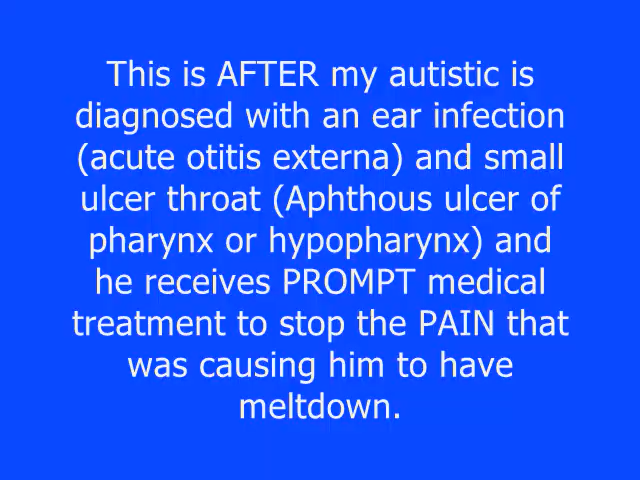 This is AFTER my autistic is
diagnosed with an ear infection
(acute otitis externa) and small
ulcer throat (Aphthous ulcer of
pharynx or hypopharynx) and
he receives PROMPT medical
treatment to stop the PAIN that
was causing him to have
meltdown.